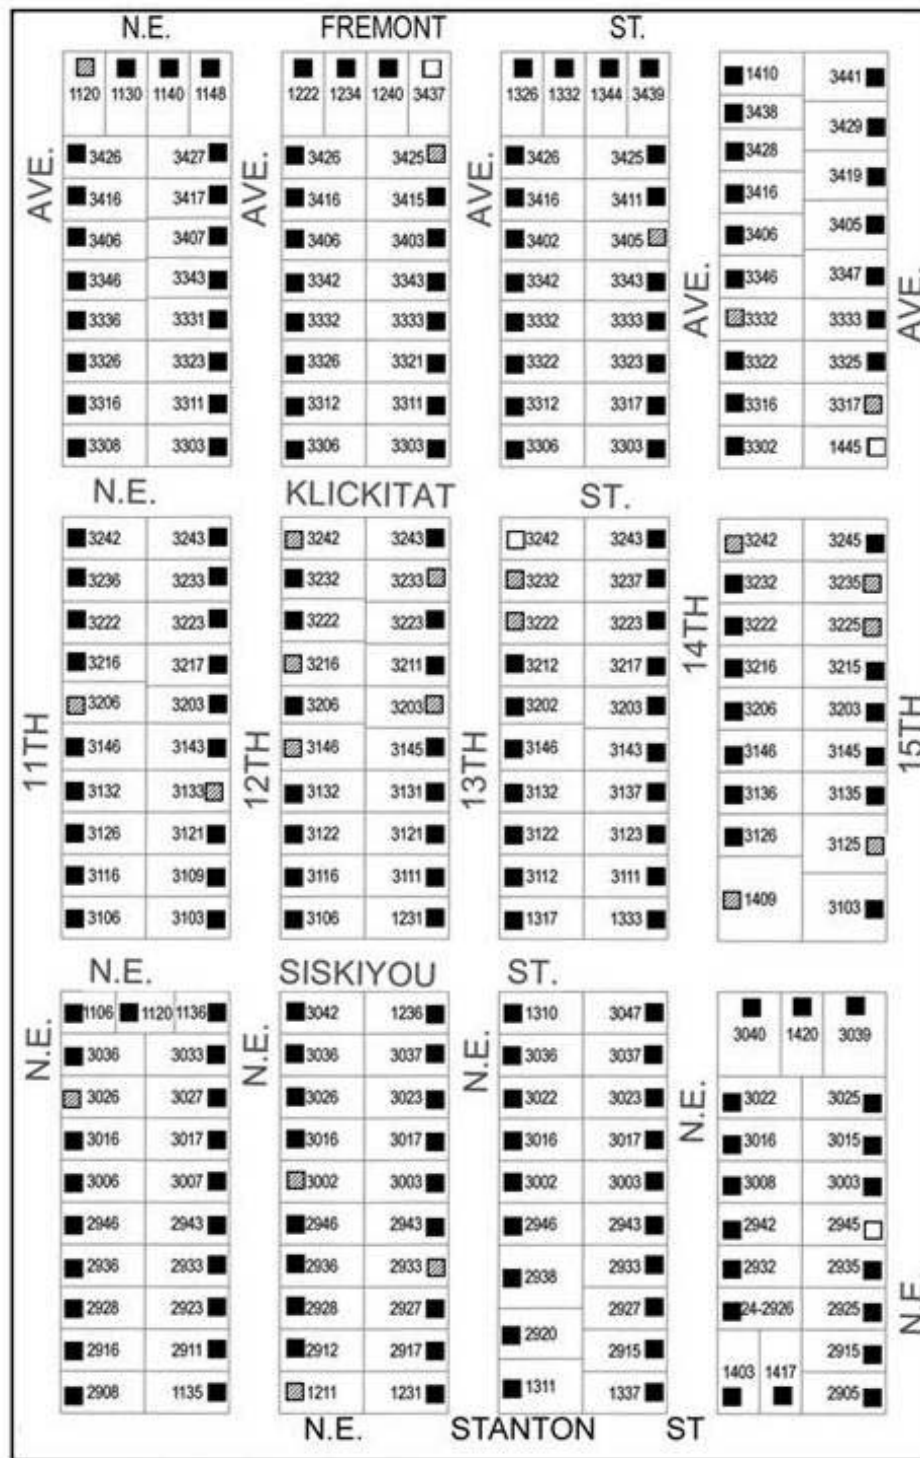 N.E. FREMONT ST.
1120 1130 1140 1148 1222 1234 1240 3437 1326 1332 1344 3439 1410 3441
3438 3429
3426 3427 3426 3425 3426 3425 3428
3416 3417 3416 3415 3416 3411 3416 3419
3406 3407 3406 3403 3402 3405 3406 3405
3346 3343 3342 3343 3342 3343 3346 3347
3336 3331 3332 3333 3332 3333 3332 3333
3326 3323 3326 3321 3322 3323 3322 3325
3316 3311 3312 3311 3312 3317 3316 3317
3308 3303 3306 3303 3306 3303 3302 1445
AVE. AVE. AVE. AVE. AVE.
N.E. KLICKITAT ST.
3242 3243 3242 3243 3242 3243 3242 3245
3236 3233 3232 3233 3232 3237 3232 3235
3222 3223 3222 3223 3222 3223 3222 3225
3216 3217 3216 3211 3212 3217 3216 3215
3206 3203 3206 3203 3202 3203 3206 3203
3146 3143 3146 3145 3146 3143 3146 3145
3132 3133 3132 3131 3132 3137 3136 3135
3126 3121 3122 3121 3122 3123 3126 3125
3116 3109 3116 3111 3112 3111 1409
3106 3103 3106 1231 1317 1333 3103
11TH 12TH 13TH 14TH 15TH
N.E. SISKIYOU ST.
1106 1120 1136 3042 1236 1310 3047 3040 1420 3039
3036 3033 3036 3037 3036 3037
3026 3027 3026 3023 3022 3023 3022 3025
3016 3017 3016 3017 3016 3017 3016 3015
3006 3007 3002 3003 3002 3003 3008 3003
2946 2943 2946 2943 2946 2943 2942 2945
2936 2933 2936 2933 2938 2933 2932 2935
2928 2923 2928 2927 2927 24-2926 2925
2916 2911 2912 2917 2920 2915 2915
2908 1135 1211 1231 1311 1337 1403 1417 2905
N.E. N.E. N.E. N.E. N.E.
N.E. STANTON ST